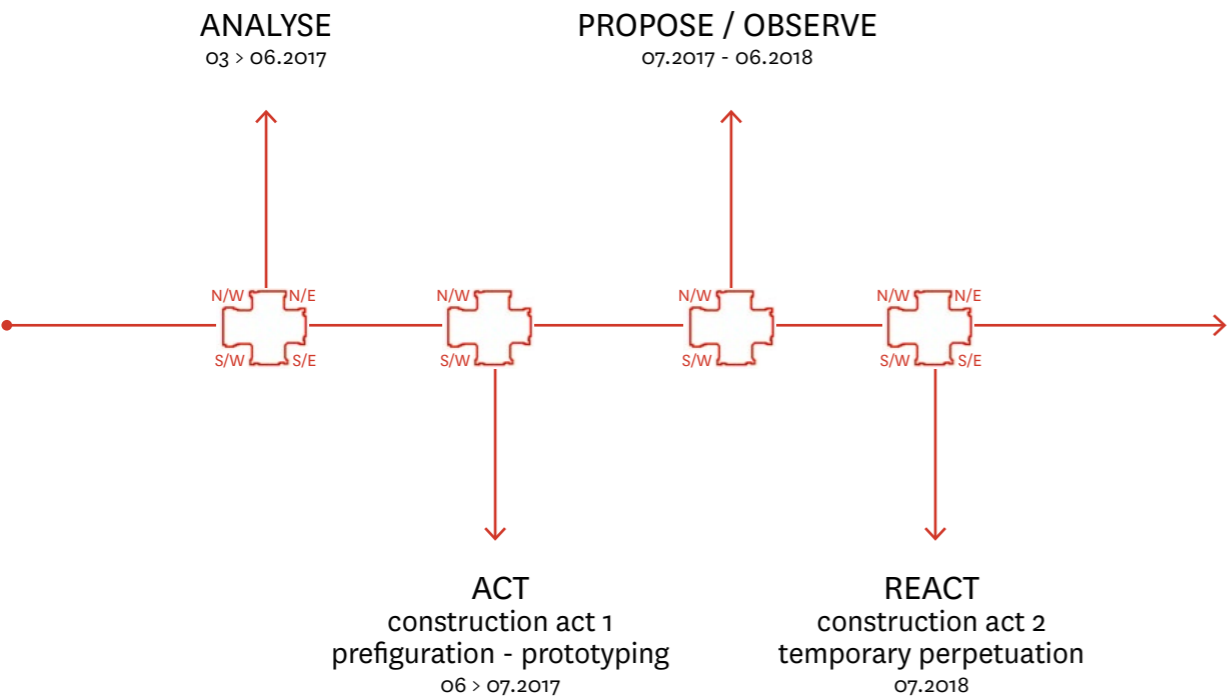 ANALYSE
03 > 06.2017
PROPOSE / OBSERVE
07.2017 - 06.2018
N/W N/E
S/W S/E
N/W
S/W
N/W
S/W
N/W N/E
S/W S/E
ACT
construction act 1
prefiguration - prototyping
06 > 07.2017
REACT
construction act 2
temporary perpetuation
07.2018